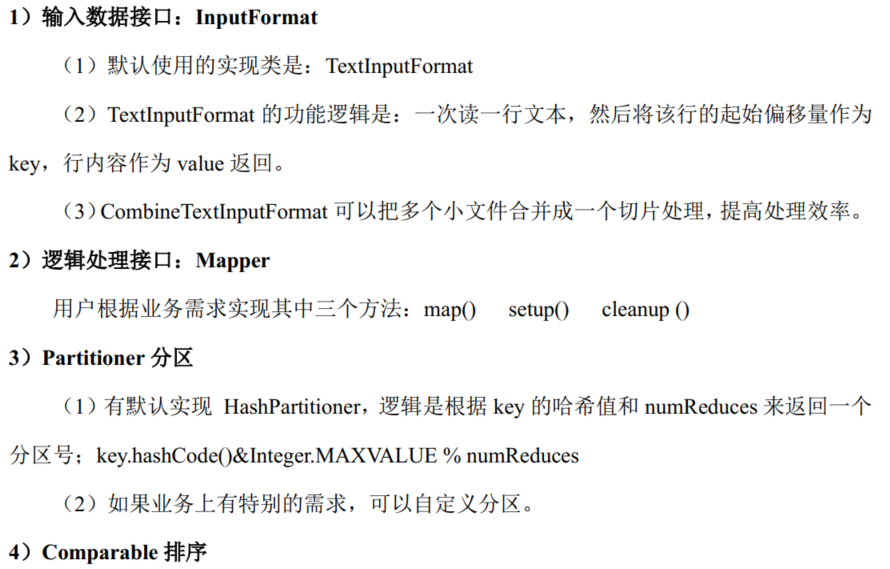 1）输入数据接口：InputFormat
（1）默认使用的实现类是：TextInputFormat
（2）TextInputFormat 的功能逻辑是：一次读一行文本，然后将该行的起始偏移量作为
key，行内容作为 value 返回。
（3）CombineTextInputFormat 可以把多个小文件合并成一个切片处理，提高处理效率。
2）逻辑处理接口：Mapper
用户根据业务需求实现其中三个方法：map() setup() cleanup ()
3）Partitioner 分区
（1）有默认实现 HashPartitioner，逻辑是根据 key 的哈希值和 numReduces 来返回一个
分区号；key.hashCode()&Integer.MAXVALUE % numReduces
（2）如果业务上有特别的需求，可以自定义分区。
4）Comparable 排序